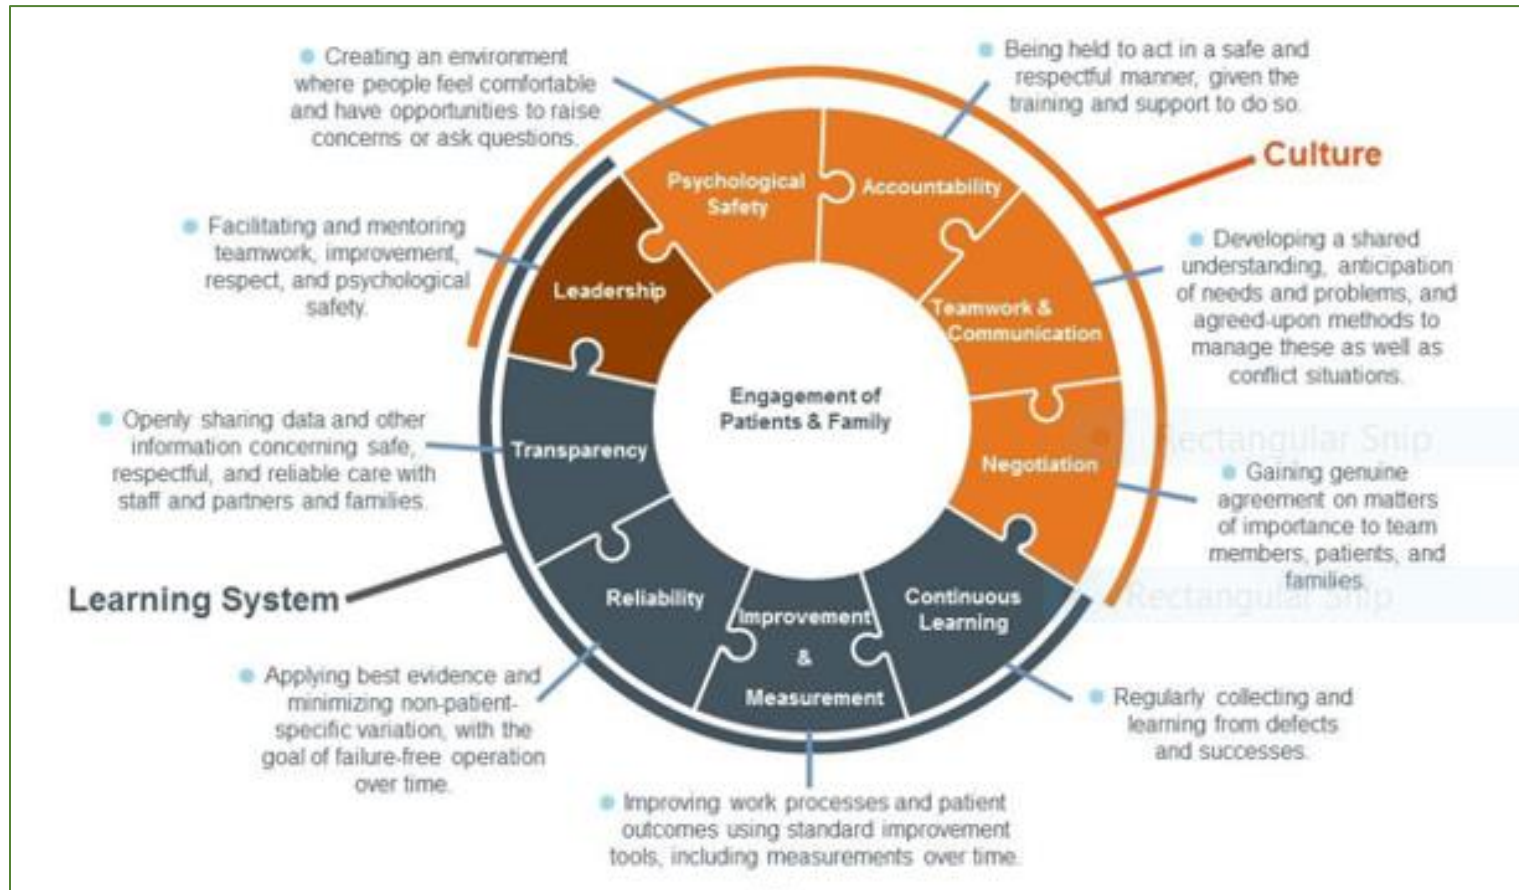 Creating an environment
where people feel comfortable
and have opportunities to raise
concerns or ask questions.
Being held to act in a safe and
respectful manner, given the
training and support to do so.
Culture
Psychological
Safety
Accountability
Facilitating and mentoring
teamwork, improvement,
respect, and psychological
safety.
Leadership
Teamwork &
Communication
Developing a shared
understanding, anticipation
of needs and problems, and
agreed-upon methods to
manage these as well as
conflict situations.
Engagement of
Patients & Family
Openly sharing data and other
information concerning safe,
respectful, and reliable care with
staff and partners and families.
Transparency
Negotiation
Rectangular Snip
Gaining genuine
agreement on matters
of importance to team
members, patients, and
families.
Rectangular Snip
Learning System
Reliability
Improvement
&
Measurement
Continuous
Learning
Applying best evidence and
minimizing non-patient-
specific variation, with the
goal of failure-free operation
over time.
Regularly collecting and
learning from defects
and successes.
Improving work processes and patient
outcomes using standard improvement
tools, including measurements over time.